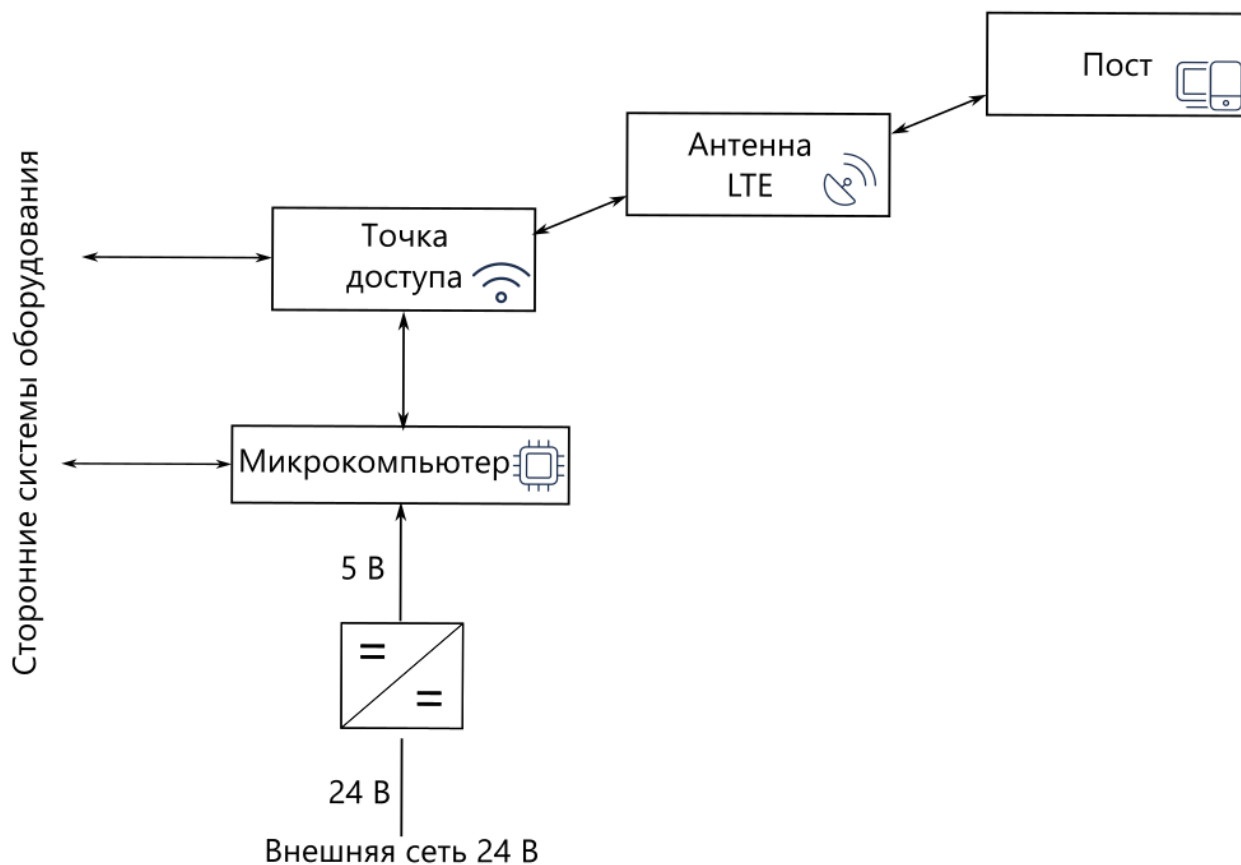 Пост
Антенна
LTE
Точка
доступа
Сторонние системы оборудования
Микрокомпьютер
5 В
24 В
Внешняя сеть 24 В